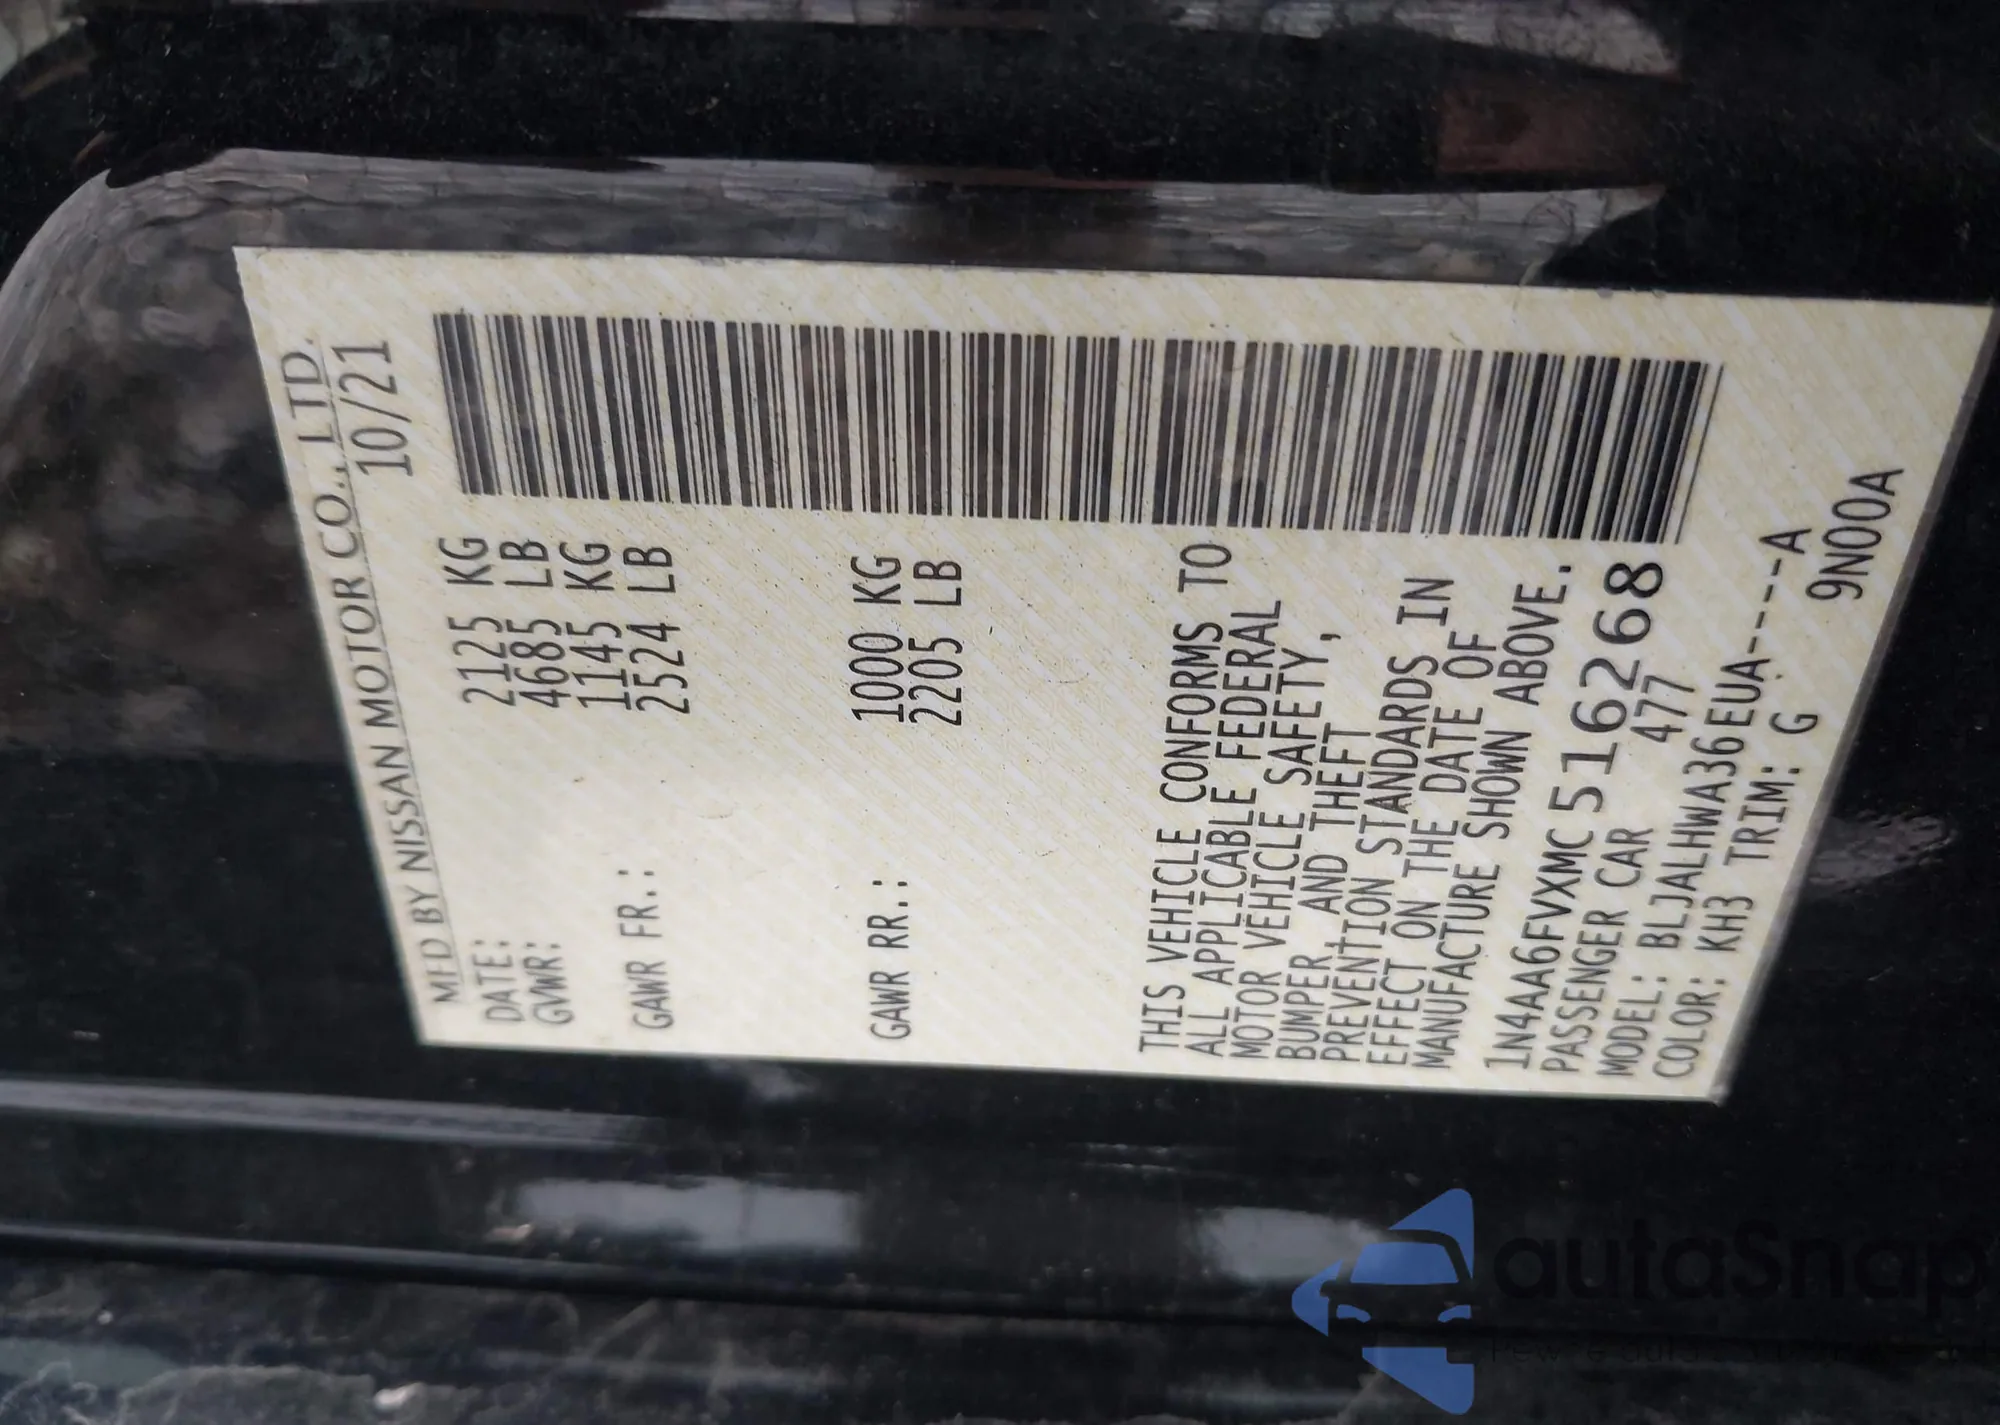 MFD BY NISSAN MOTOR CO., LTD.
DATE: 10/21
GVWR: 2125 KG
4685 LB
GAWR FR.: 1145 KG
2524 LB
GAWR RR.: 1000 KG
2205 LB
THIS VEHICLE CONFORMS TO
ALL APPLICABLE FEDERAL
MOTOR VEHICLE SAFETY,
BUMPER AND THEFT
PREVENTION STANDARDS IN
EFFECT ON THE DATE OF
MANUFACTURE SHOWN ABOVE.
1N4AA6FVXMC516268
PASSENGER CAR 477
MODEL: BLJALHWA36EUA-----A
COLOR: KH3 TRIM: G 9N00A
autaSnap